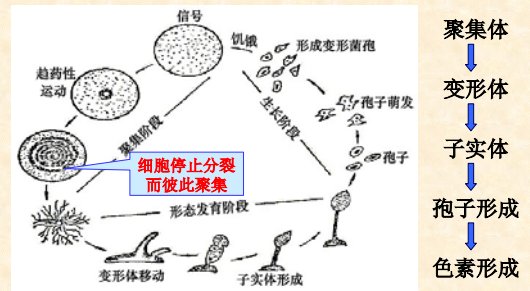 信号
饥饿
形成变形菌孢
趋药性
运动
孢子萌发
聚集阶段
生长阶段
孢子
细胞停止分裂
而彼此聚集
形态发育阶段
变形体移动
子实体形成
聚集体
变形体
子实体
孢子形成
色素形成